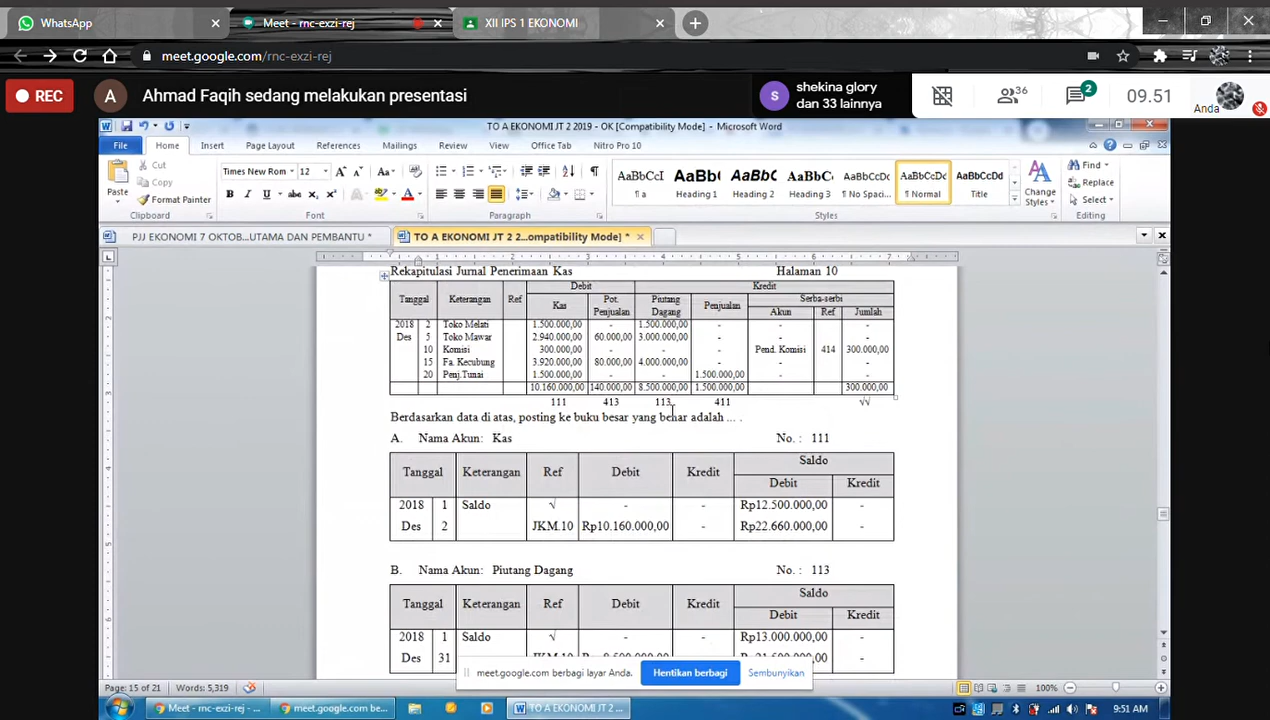 WhatsApp
Meet - rnc-exzi-rej
XII IPS 1 EKONOMI
meet.google.com/rnc-exzi-rej
REC
A
Ahmad Faqih sedang melakukan presentasi
s
shekina glory
dan 33 lainnya
36
2
09.51
Anda
TO A EKONOMI JT 2 2019 - OK [Compatibility Mode] - Microsoft Word
File Home Insert Page Layout References Mailings Review View Office Tab Nitro PDF 10
Paste
Cut
Copy
Format Painter
Clipboard
Times New Rom 12
Font
Paragraph
AaBbCcI AaBb( AaBb( AaBbC AaBbCcDc AaBbCcDc AaBbCcDd
¶ a Heading 1 Heading 2 Heading 3 ¶ No Spaci... ¶ Normal Title
Styles
Change
Styles
Find
Replace
Select
Editing
PJJ EKONOMI 7 OKTOB...UTAMA DAN PEMBANTU *
TO A EKONOMI JT 2 2...ompatibility Mode] *
Rekapitulasi Jurnal Penerimaan Kas Halaman 10
Tanggal Keterangan Ref Debit Kredit
Kas Pot. Penjualan Piutang Dagang Penjualan Serba-serbi
Akun Ref Jumlah
2018 2 Toko Melati 1.500.000,00 - 1.500.000,00 - - -
Des 5 Toko Mawar 2.940.000,00 60.000,00 3.000.000,00 - - -
10 Komisi 300.000,00 - - - Pend. Komisi 414 300.000,00
15 Fa. Kecubung 3.920.000,00 80.000,00 4.000.000,00 - - -
20 Penj.Tunai 1.500.000,00 - - 1.500.000,00 - -
10.160.000,00 140.000,00 8.500.000,00 1.500.000,00 300.000,00
111 413 113 411 √√
Berdasarkan data di atas, posting ke buku besar yang benar adalah ... .
A. Nama Akun: Kas No. : 111
Tanggal Keterangan Ref Debit Kredit Saldo
Debit Kredit
2018 1 Saldo √ - - Rp12.500.000,00 -
Des 2 JKM.10 Rp10.160.000,00 - Rp22.660.000,00 -
B. Nama Akun: Piutang Dagang No. : 113
Tanggal Keterangan Ref Debit Kredit Saldo
Debit Kredit
2018 1 Saldo √ - - Rp13.000.000,00 -
Des 31
meet.google.com berbagi layar Anda. Hentikan berbagi Sembunyikan
Page: 15 of 21 Words: 5,319 100%
Meet - rnc-exzi-rej - ... meet.google.com be... TO A EKONOMI JT 2 ... 9:51 AM